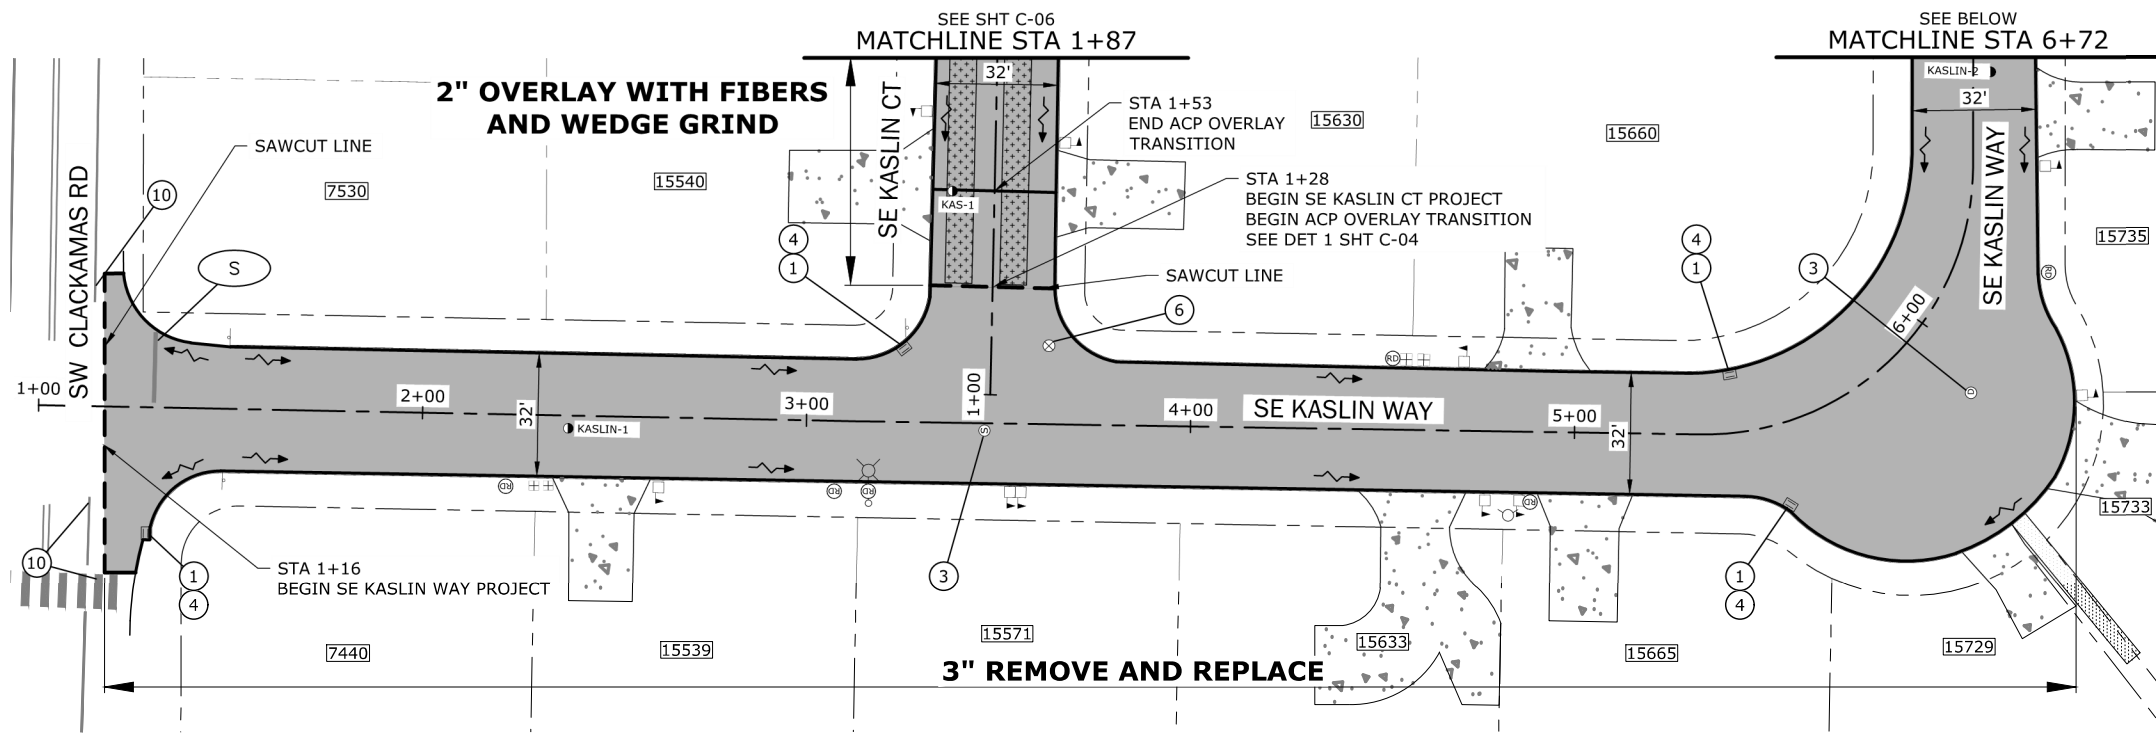 SEE SHT C-06
MATCHLINE STA 1+87
SEE BELOW
MATCHLINE STA 6+72
2" OVERLAY WITH FIBERS
AND WEDGE GRIND
SE KASLIN CT
32'
KASLIN-2
32'
STA 1+53
END ACP OVERLAY
TRANSITION
15630
15660
SE KASLIN WAY
SAWCUT LINE
SW CLACKAMAS RD
10
7530
15540
KAS-1
STA 1+28
BEGIN SE KASLIN CT PROJECT
BEGIN ACP OVERLAY TRANSITION
SEE DET 1 SHT C-04
15735
4
1
4
1
3
S
SAWCUT LINE
RD
6
6+00
RD
1+00
2+00
32'
3+00
1+00
4+00
SE KASLIN WAY
5+00
32'
D
KASLIN-1
S
RD
RD
RD
RD
15733
10
STA 1+16
BEGIN SE KASLIN WAY PROJECT
1
4
3
1
4
7440
15539
15571
15633
15665
15729
3" REMOVE AND REPLACE